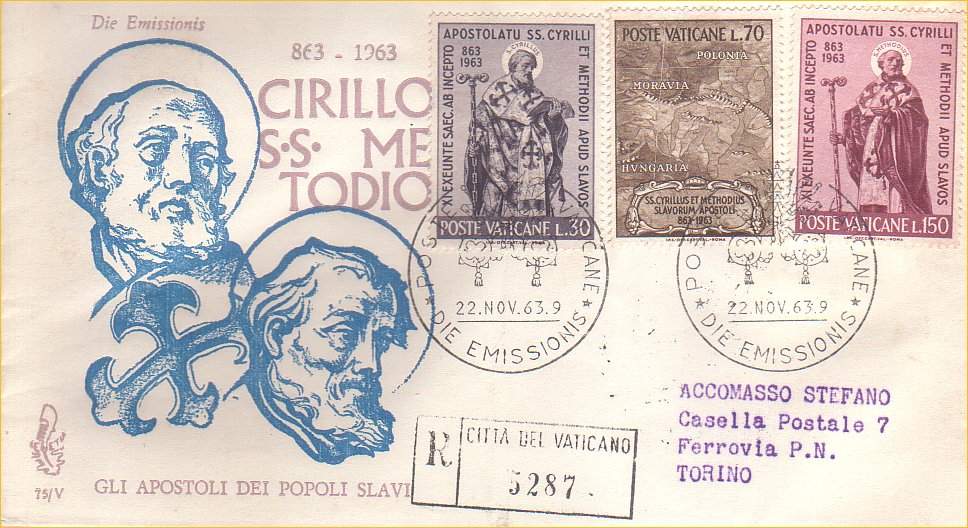 Die Emissionis
863 - 1963
CIRILLO
S·S· ME
TODIO
APOSTOLATU SS. CYRILLI
ET METHODII APUD SLAVOS
XI EXEUNTE SAEC. AB INCEPTO
863
1963
S. CYRILLUS
POSTE VATICANE L.30
POSTE VATICANE L.70
POLONIA
MORAVIA
HVNGARIA
SS. CYRILLUS ET METHODIUS
SLAVORUM APOSTOLI
863-1963
APOSTOLATU SS. CYRILLI
ET METHODII APUD SLAVOS
XI EXEUNTE SAEC. AB INCEPTO
863
1963
S. METHODIUS
POSTE VATICANE L.150
22.NOV.63.9
★ DIE EMISSIONIS ★
22.NOV.63.9
★ DIE EMISSIONIS ★
ACCOMASSO STEFANO
Casella Postale 7
Ferrovia P.N.
TORINO
R
CITTÀ DEL VATICANO
5287.
75/V
GLI APOSTOLI DEI POPOLI SLAVI